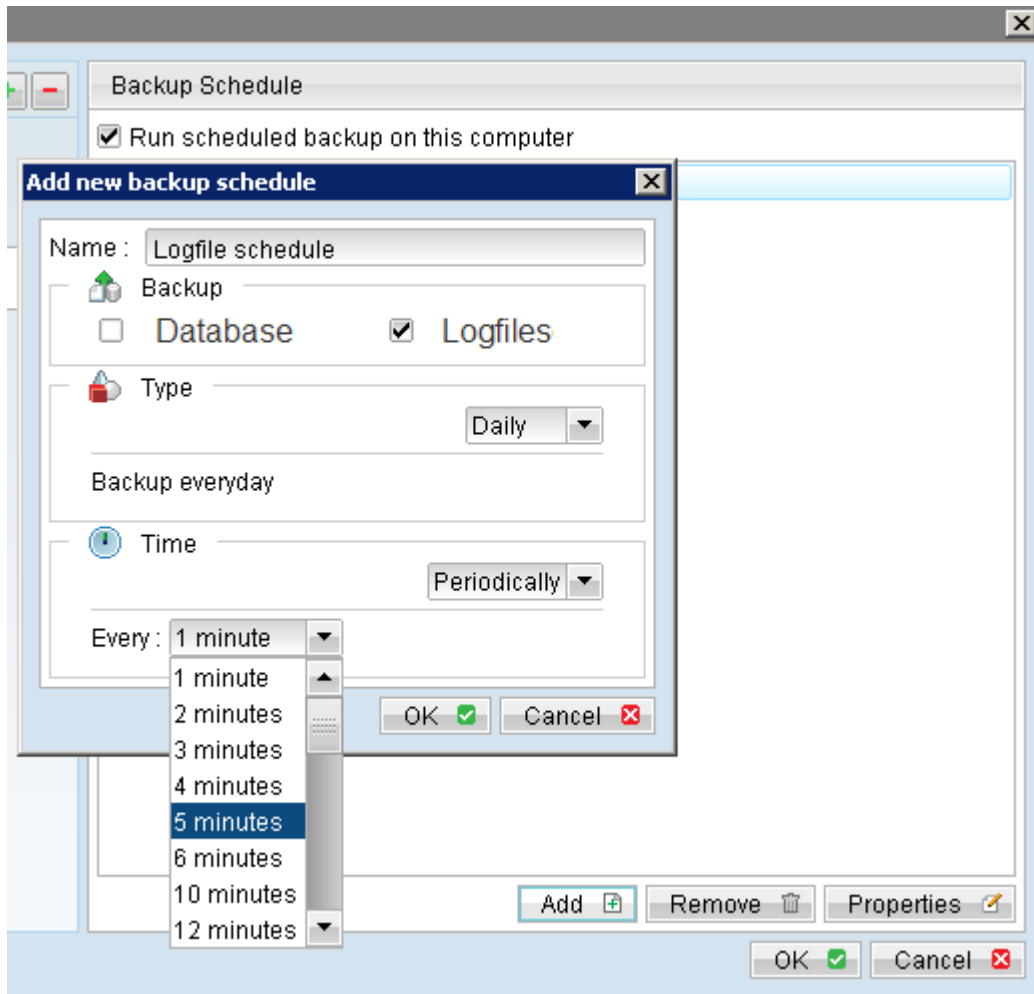 Backup Schedule
Run scheduled backup on this computer
Add new backup schedule
Name : Logfile schedule
Backup
Database Logfiles
Type
Daily
Backup everyday
Time
Periodically
Every : 1 minute
1 minute
2 minutes
3 minutes
4 minutes
5 minutes
6 minutes
10 minutes
12 minutes
OK Cancel
Add Remove Properties
OK Cancel